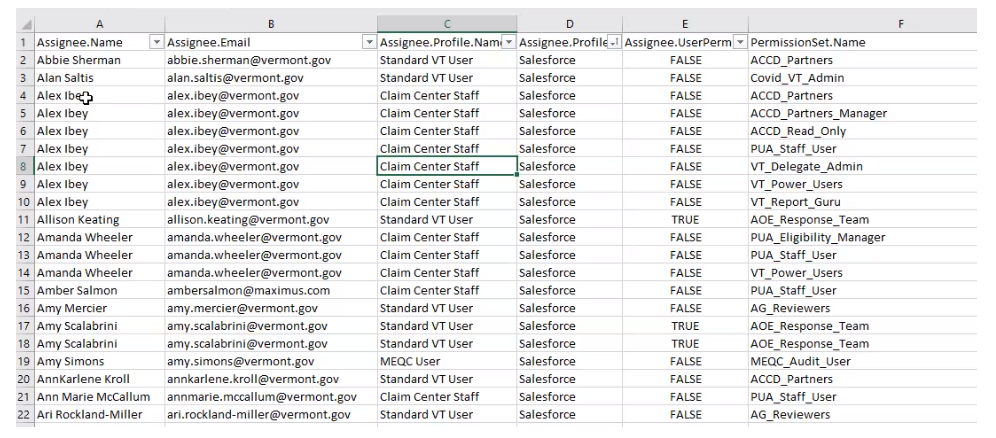 A B C D E F
1 Assignee.Name Assignee.Email Assignee.Profile.Nam Assignee.Profile Assignee.UserPerm PermissionSet.Name
2 Abbie Sherman abbie.sherman@vermont.gov Standard VT User Salesforce FALSE ACCD_Partners
3 Alan Saltis alan.saltis@vermont.gov Standard VT User Salesforce FALSE Covid_VT_Admin
4 Alex Ibey alex.ibey@vermont.gov Claim Center Staff Salesforce FALSE ACCD_Partners
5 Alex Ibey alex.ibey@vermont.gov Claim Center Staff Salesforce FALSE ACCD_Partners_Manager
6 Alex Ibey alex.ibey@vermont.gov Claim Center Staff Salesforce FALSE ACCD_Read_Only
7 Alex Ibey alex.ibey@vermont.gov Claim Center Staff Salesforce FALSE PUA_Staff_User
8 Alex Ibey alex.ibey@vermont.gov Claim Center Staff Salesforce FALSE VT_Delegate_Admin
9 Alex Ibey alex.ibey@vermont.gov Claim Center Staff Salesforce FALSE VT_Power_Users
10 Alex Ibey alex.ibey@vermont.gov Claim Center Staff Salesforce FALSE VT_Report_Guru
11 Allison Keating allison.keating@vermont.gov Standard VT User Salesforce TRUE AOE_Response_Team
12 Amanda Wheeler amanda.wheeler@vermont.gov Claim Center Staff Salesforce FALSE PUA_Eligibility_Manager
13 Amanda Wheeler amanda.wheeler@vermont.gov Claim Center Staff Salesforce FALSE PUA_Staff_User
14 Amanda Wheeler amanda.wheeler@vermont.gov Claim Center Staff Salesforce FALSE VT_Power_Users
15 Amber Salmon ambersalmon@maximus.com Claim Center Staff Salesforce FALSE PUA_Staff_User
16 Amy Mercier amy.mercier@vermont.gov Standard VT User Salesforce FALSE AG_Reviewers
17 Amy Scalabrini amy.scalabrini@vermont.gov Standard VT User Salesforce TRUE AOE_Response_Team
18 Amy Scalabrini amy.scalabrini@vermont.gov Standard VT User Salesforce TRUE AOE_Response_Team
19 Amy Simons amy.simons@vermont.gov MEQC User Salesforce FALSE MEQC_Audit_User
20 AnnKarlene Kroll annkarlene.kroll@vermont.gov Standard VT User Salesforce FALSE ACCD_Partners
21 Ann Marie McCallum annmarie.mccallum@vermont.gov Claim Center Staff Salesforce FALSE PUA_Staff_User
22 Ari Rockland-Miller ari.rockland-miller@vermont.gov Standard VT User Salesforce FALSE AG_Reviewers